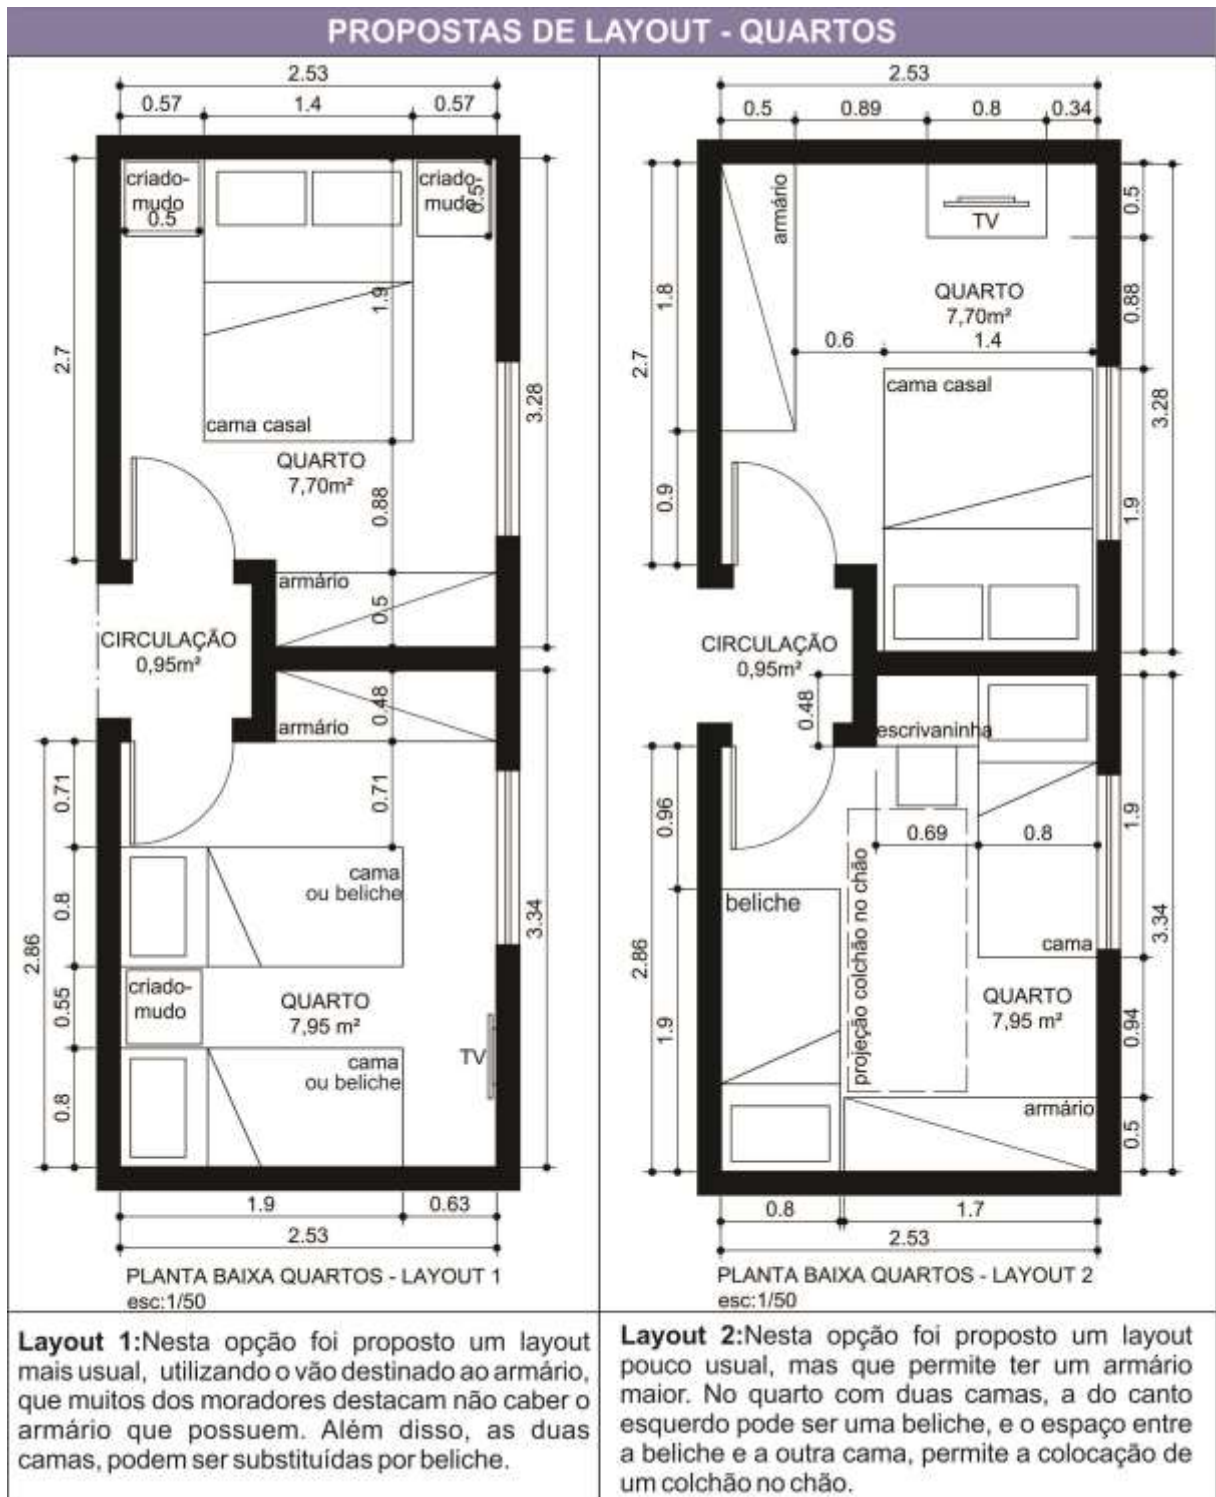 PROPOSTAS DE LAYOUT - QUARTOS
2.53
0.57
1.4
0.57
criado-
mudo
0.5
criado-
mudo
0.5
1.9
2.7
cama casal
QUARTO
7,70m²
3.28
0.88
armário
0.5
CIRCULAÇÃO
0,95m²
0.48
armário
0.71
0.71
cama
ou beliche
0.8
2.86
3.34
criado-
mudo
0.55
QUARTO
7,95 m²
TV
cama
ou beliche
0.8
1.9
0.63
2.53
PLANTA BAIXA QUARTOS - LAYOUT 1
esc:1/50
2.53
0.5
0.89
0.8
0.34
armário
TV
0.5
1.8
QUARTO
7,70m²
0.88
2.7
0.6
1.4
cama casal
3.28
0.9
1.9
CIRCULAÇÃO
0,95m²
0.48
escrivaninha
0.96
0.69
0.8
1.9
beliche
projeção colchão no chão
cama
3.34
2.86
QUARTO
7,95 m²
0.94
1.9
armário
0.5
0.8
1.7
2.53
PLANTA BAIXA QUARTOS - LAYOUT 2
esc:1/50
Layout 1:Nesta opção foi proposto um layout
mais usual, utilizando o vão destinado ao armário,
que muitos dos moradores destacam não caber o
armário que possuem. Além disso, as duas
camas, podem ser substituídas por beliche.
Layout 2:Nesta opção foi proposto um layout
pouco usual, mas que permite ter um armário
maior. No quarto com duas camas, a do canto
esquerdo pode ser uma beliche, e o espaço entre
a beliche e a outra cama, permite a colocação de
um colchão no chão.